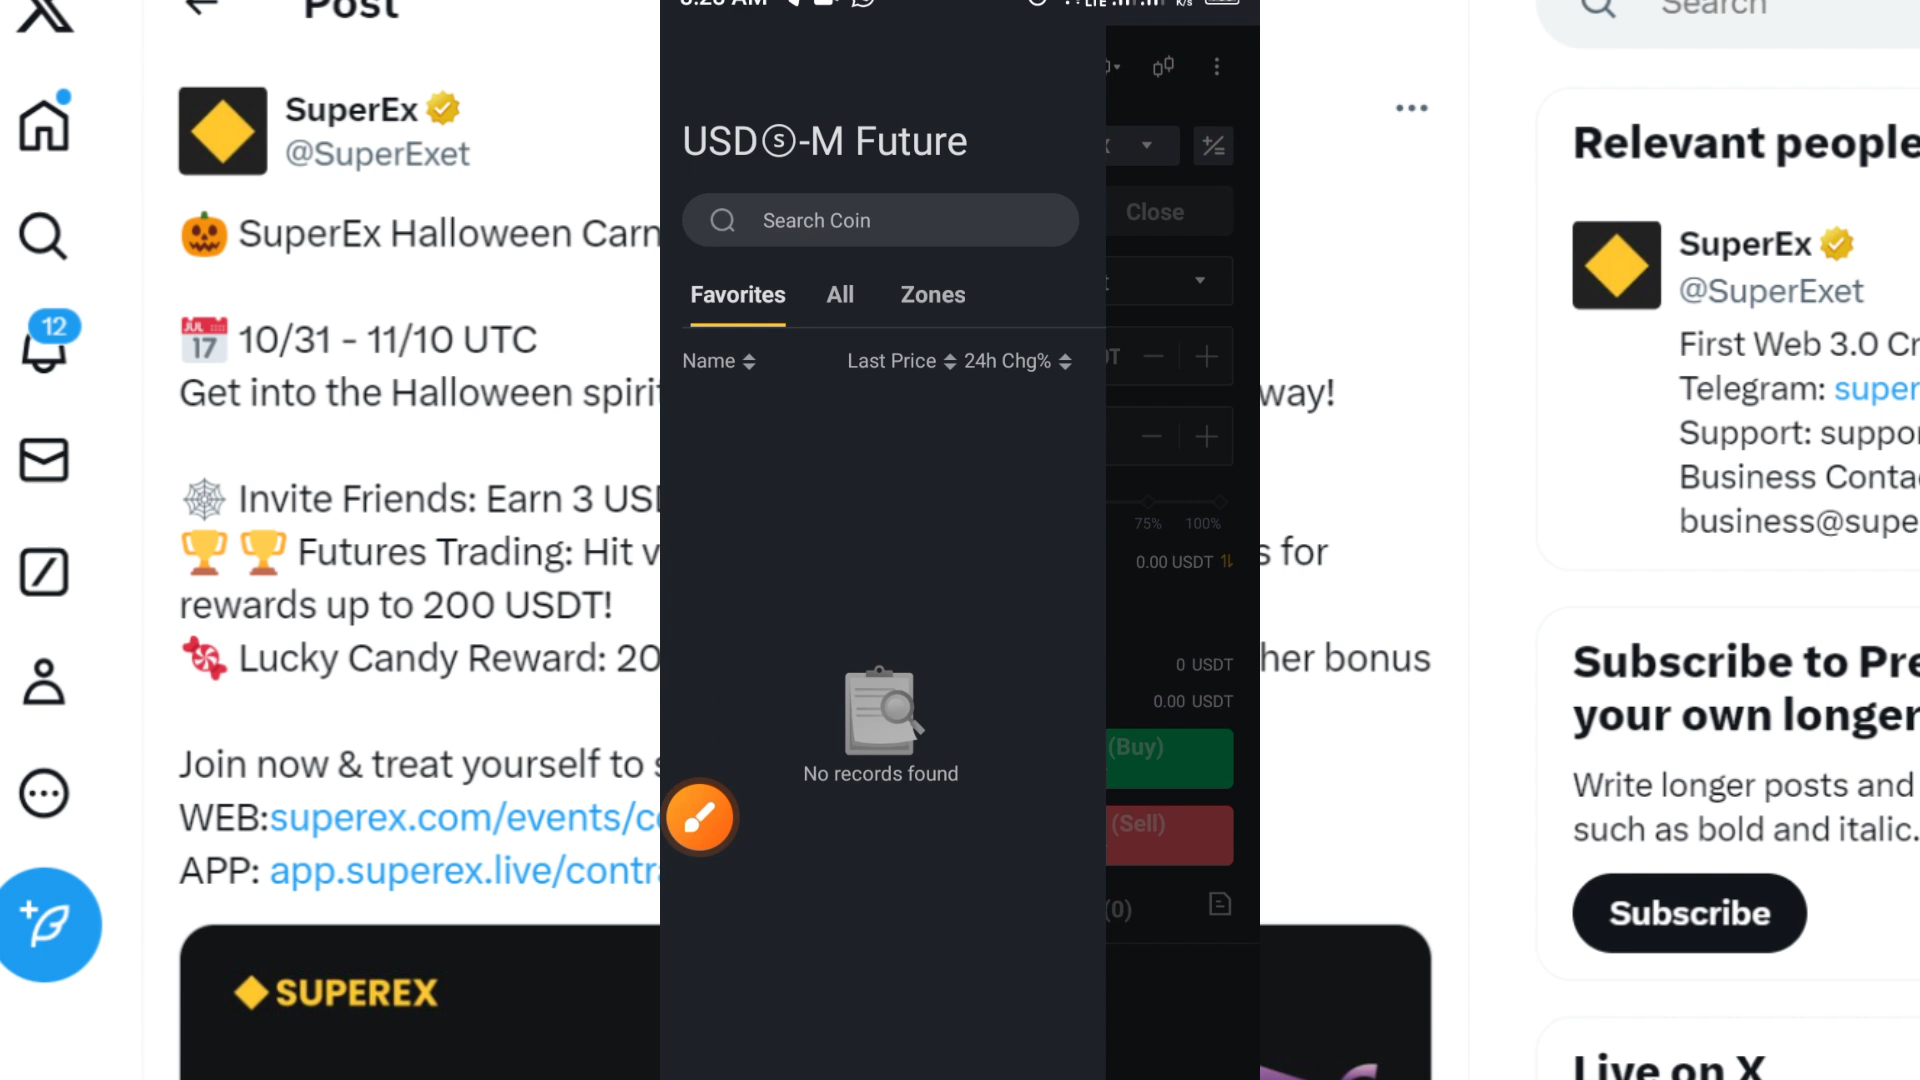 Post
SuperEx
@SuperExet
🎃 SuperEx Halloween Carn
10/31 - 11/10 UTC
Get into the Halloween spirit
way!
Invite Friends: Earn 3 USD
Futures Trading: Hit v
s for
rewards up to 200 USDT!
Lucky Candy Reward: 20
her bonus
Join now & treat yourself to s
WEB:superex.com/events/co
APP: app.superex.live/contra
SUPEREX
12
USDⓢ-M Future
Search Coin
Favorites All Zones
Name Last Price 24h Chg%
No records found
Close
75% 100%
0.00 USDT
0 USDT
0.00 USDT
(Buy)
(Sell)
(0)
Search
Relevant people
SuperEx
@SuperExet
First Web 3.0 Cr
Telegram: super
Support: suppor
Business Conta
business@supe
Subscribe to Pre
your own longer
Write longer posts and
such as bold and italic.
Subscribe
Live on X